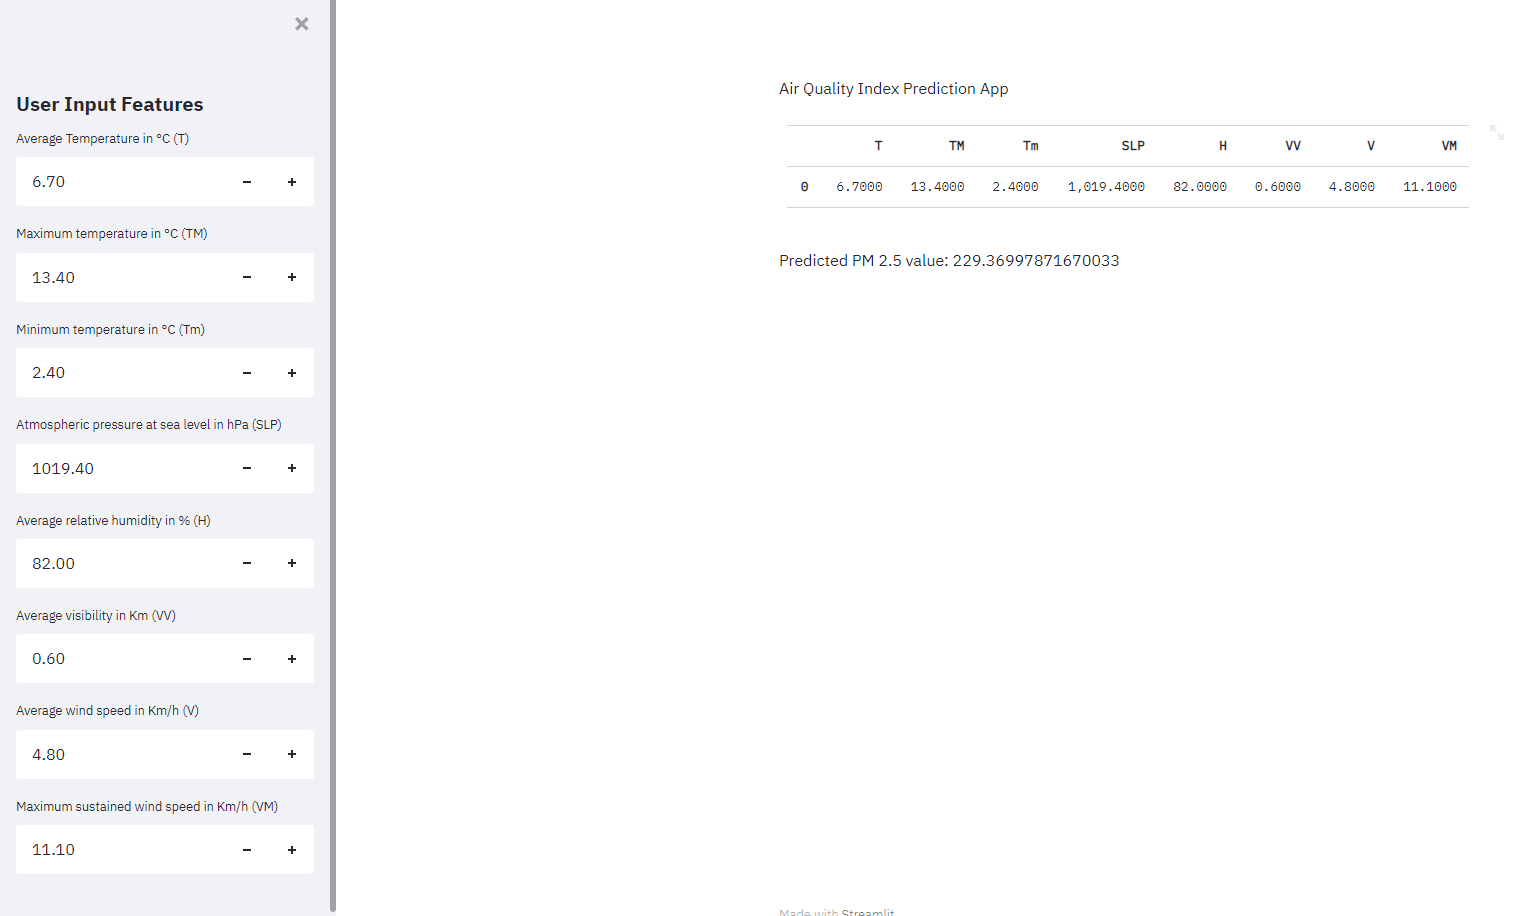 User Input Features
Average Temperature in °C (T)
6.70 − +
Maximum temperature in °C (TM)
13.40 − +
Minimum temperature in °C (Tm)
2.40 − +
Atmospheric pressure at sea level in hPa (SLP)
1019.40 − +
Average relative humidity in % (H)
82.00 − +
Average visibility in Km (VV)
0.60 − +
Average wind speed in Km/h (V)
4.80 − +
Maximum sustained wind speed in Km/h (VM)
11.10 − +
Air Quality Index Prediction App
T TM Tm SLP H VV V VM
0 6.7000 13.4000 2.4000 1,019.4000 82.0000 0.6000 4.8000 11.1000
Predicted PM 2.5 value: 229.36997871670033
Made with Streamlit